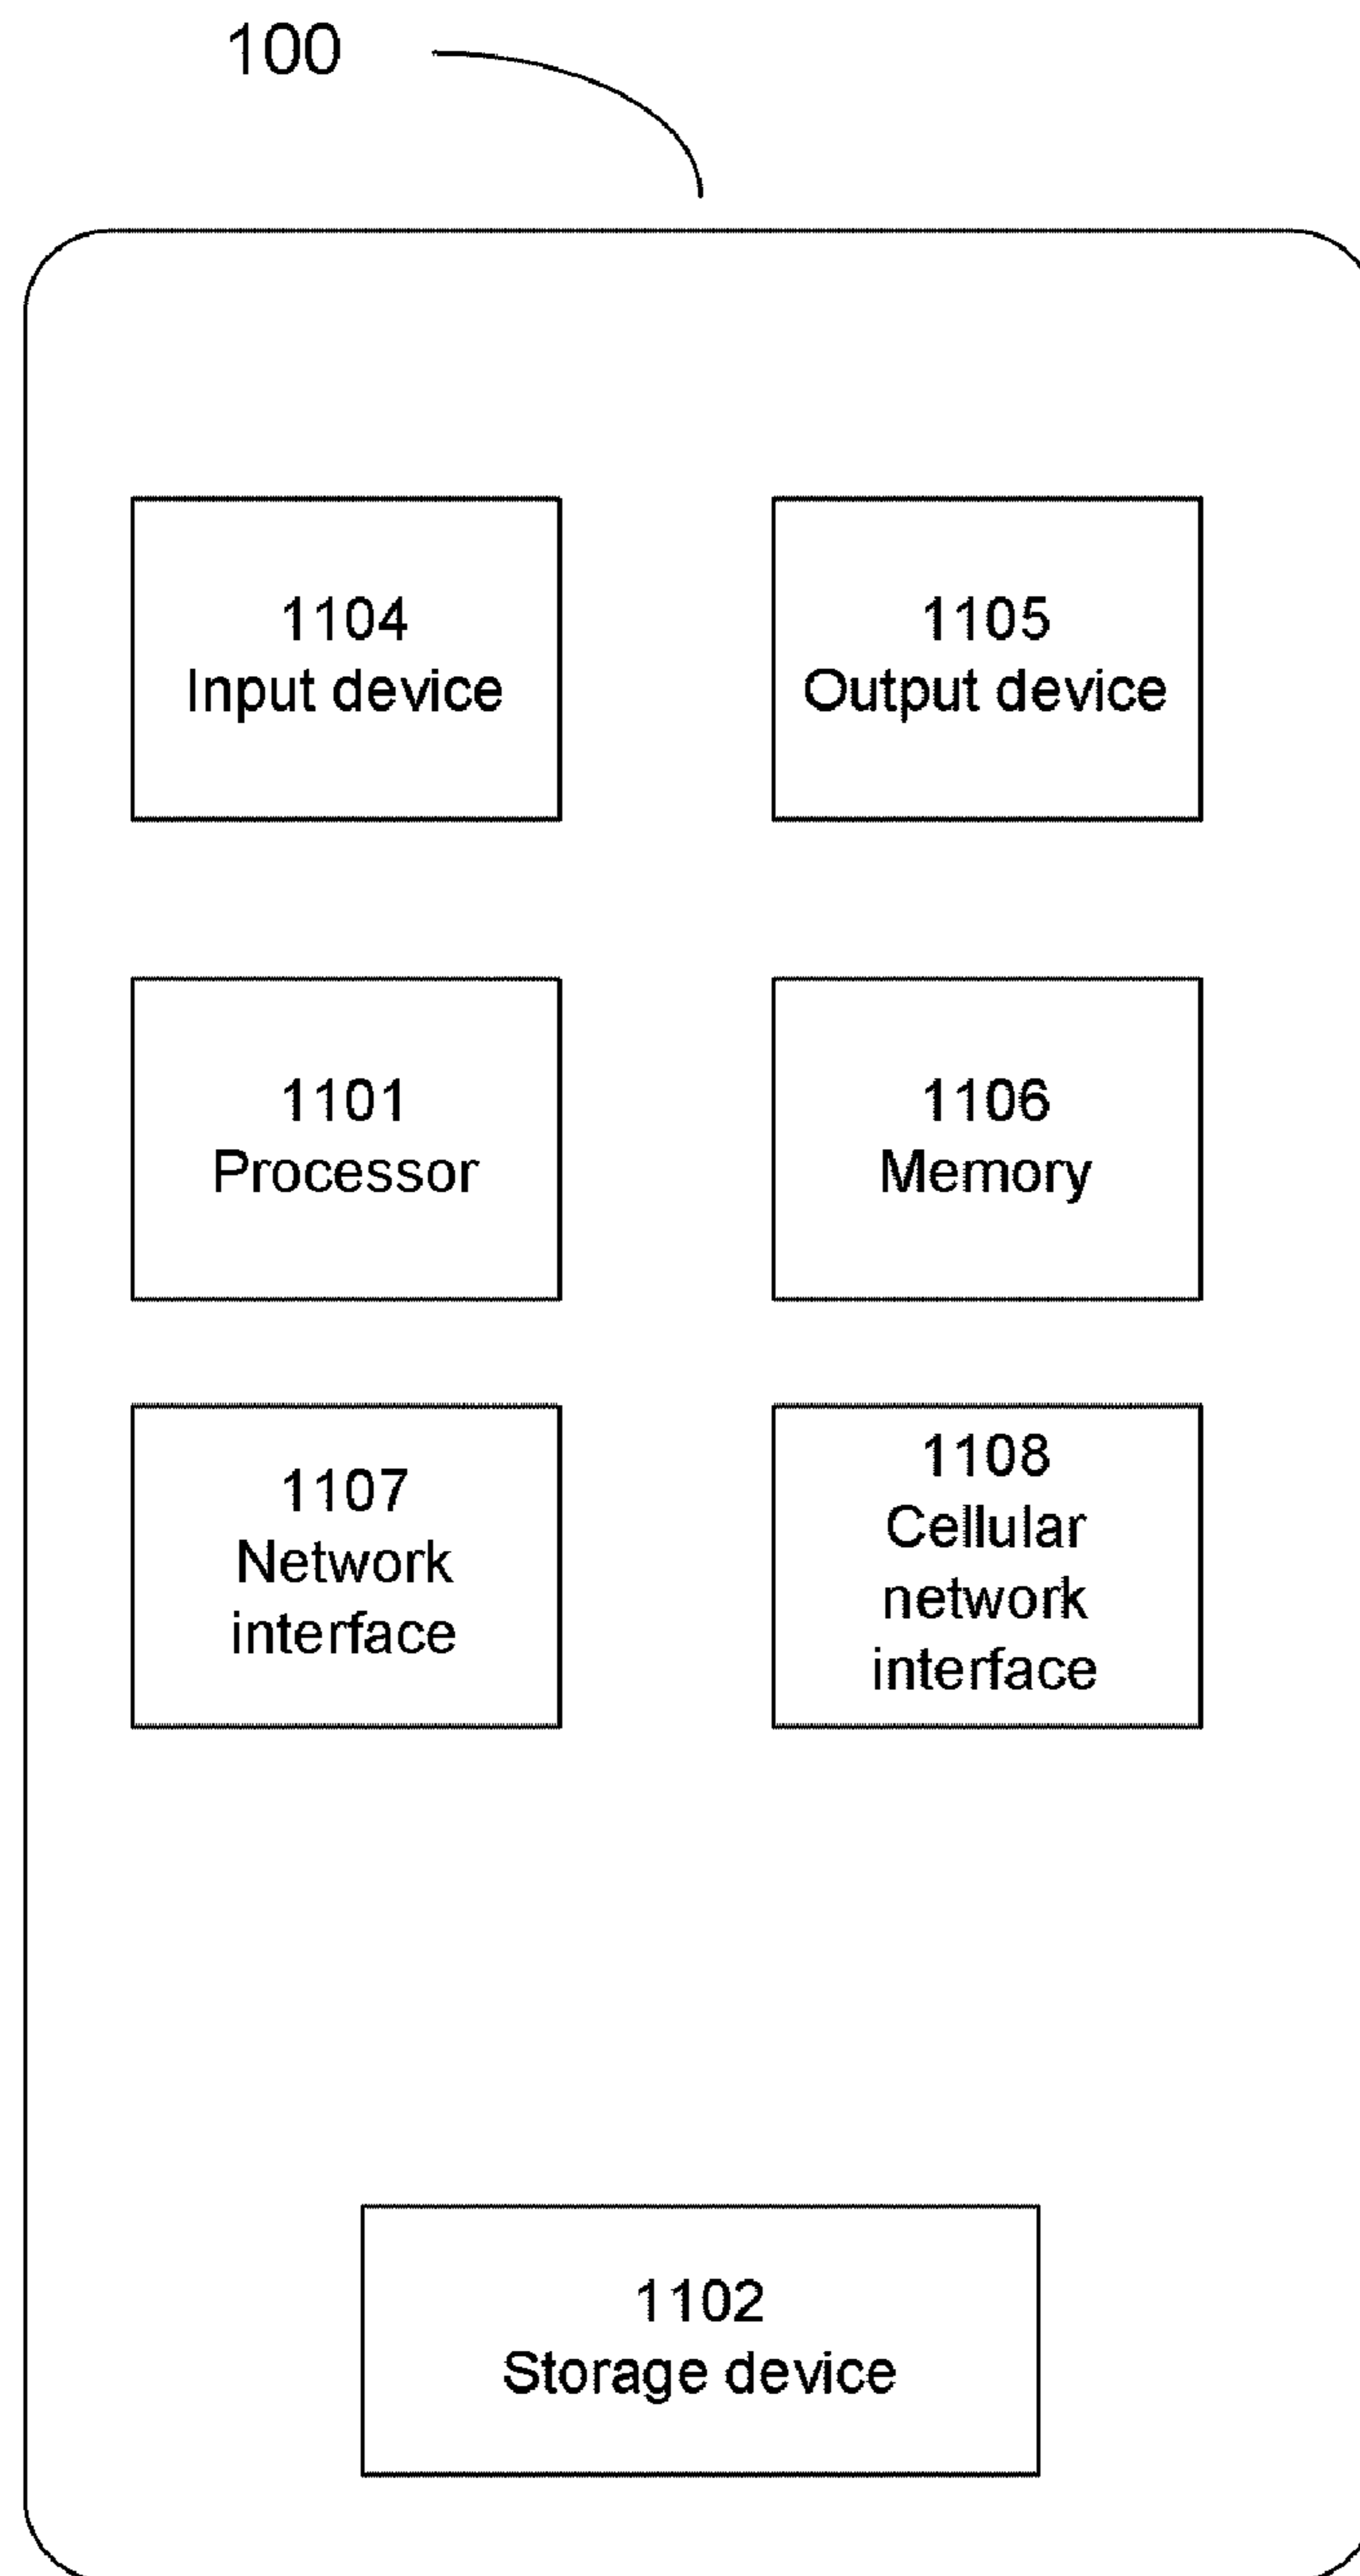 100
1104
Input device
1105
Output device
1101
Processor
1106
Memory
1107
Network
interface
1108
Cellular
network
interface
1102
Storage device